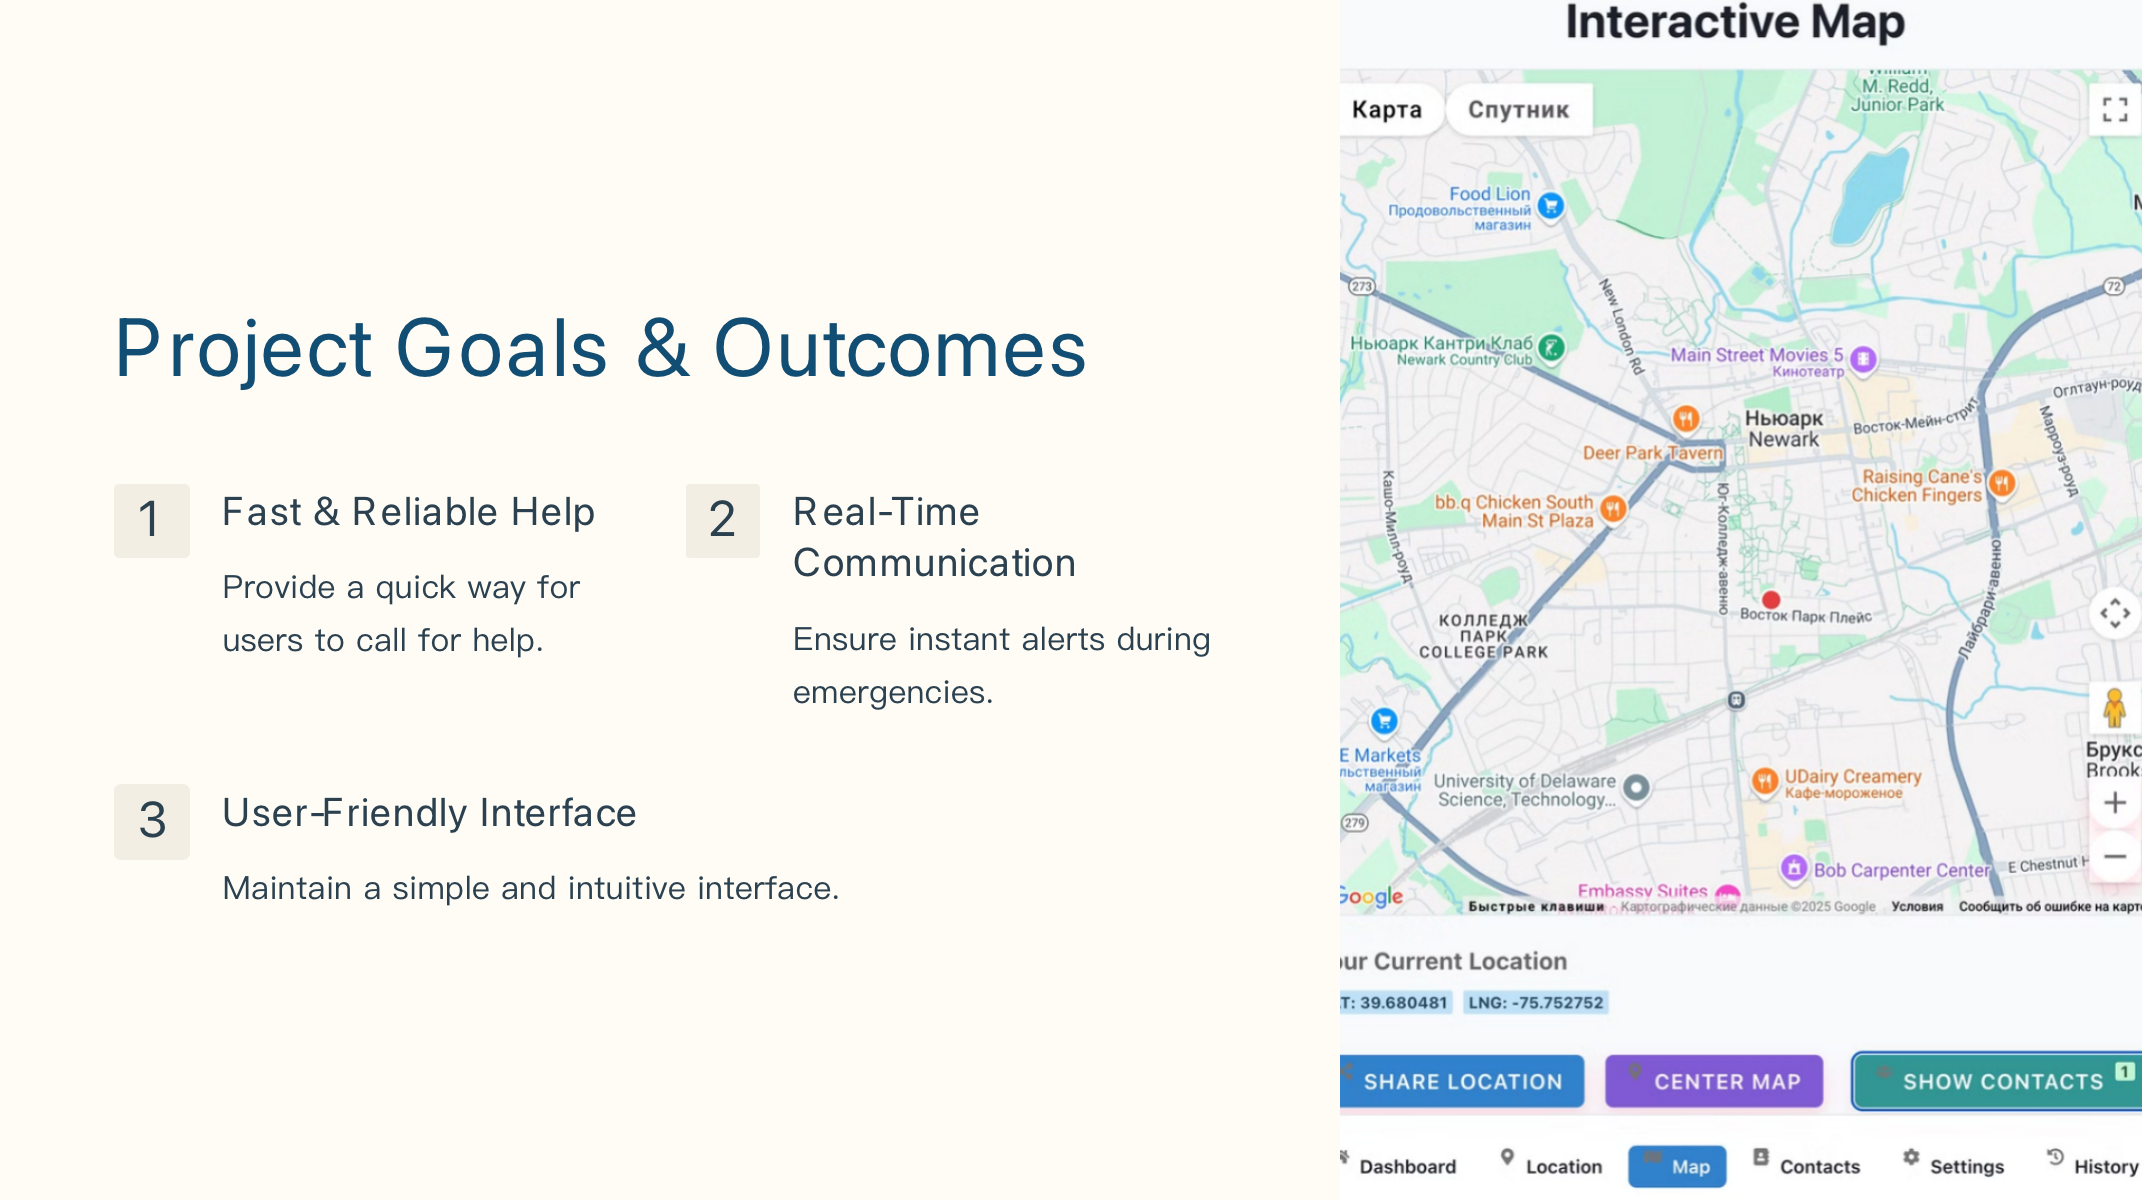 Project Goals & Outcomes
1
Fast & Reliable Help
Provide a quick way for
users to call for help.
2
Real-Time
Communication
Ensure instant alerts during
emergencies.
3
User-Friendly Interface
Maintain a simple and intuitive interface.
Interactive Map
William
M. Redd,
Junior Park
Карта
Спутник
Food Lion
Продовольственный
магазин
273
72
New London Rd
Ньюарк Кантри Клаб
Newark Country Club
Main Street Movies 5
Кинотеатр
Оглтаун-роуд
Ньюарк
Newark
Восток-Мейн-стрит
Марроуз-роуд
Deer Park Tavern
Raising Cane's
Chicken Fingers
bb.q Chicken South
Main St Plaza
Кашо-Милл-роуд
Юг-Колледж-авеню
Лайбрари-авеню
Восток Парк Плейс
КОЛЛЕДЖ
ПАРК
COLLEGE PARK
E Markets
льственный
магазин
University of Delaware
Science, Technology...
UDairy Creamery
Кафе-мороженое
Брукс
Brook
279
Bob Carpenter Center
E Chestnut H
Embassy Suites
Google
Быстрые клавиши
Картографические данные ©2025 Google
Условия
Сообщить об ошибке на карт
ur Current Location
T: 39.680481
LNG: -75.752752
SHARE LOCATION
CENTER MAP
SHOW CONTACTS 1
Dashboard
Location
Map
Contacts
Settings
History